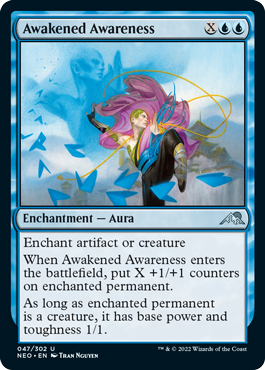 Awakened Awareness X
Enchantment — Aura
Enchant artifact or creature
When Awakened Awareness enters
the battlefield, put X +1/+1 counters
on enchanted permanent.
As long as enchanted permanent
is a creature, it has base power and
toughness 1/1.
047/302 U
NEO • EN TRAN NGUYEN
™ & © 2022 Wizards of the Coast